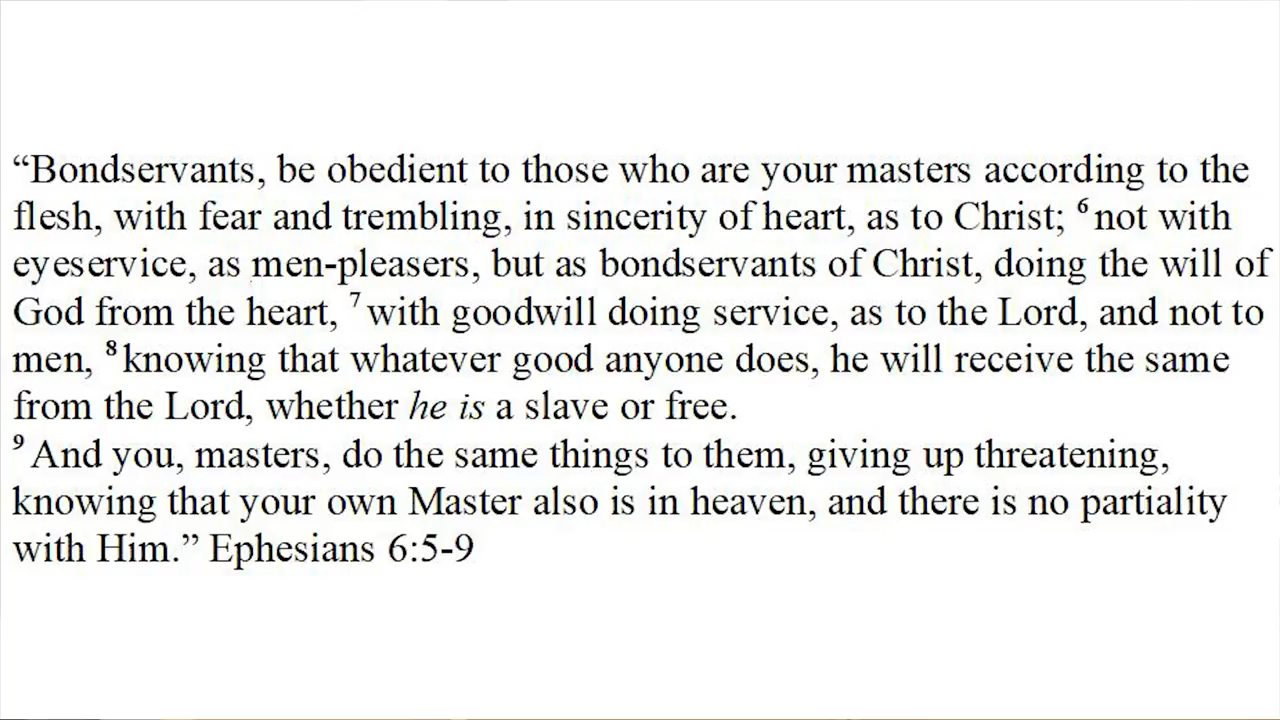 “Bondservants, be obedient to those who are your masters according to the
flesh, with fear and trembling, in sincerity of heart, as to Christ; ⁶ not with
eyeservice, as men-pleasers, but as bondservants of Christ, doing the will of
God from the heart, ⁷ with goodwill doing service, as to the Lord, and not to
men, ⁸ knowing that whatever good anyone does, he will receive the same
from the Lord, whether he is a slave or free.
⁹ And you, masters, do the same things to them, giving up threatening,
knowing that your own Master also is in heaven, and there is no partiality
with Him.” Ephesians 6:5-9